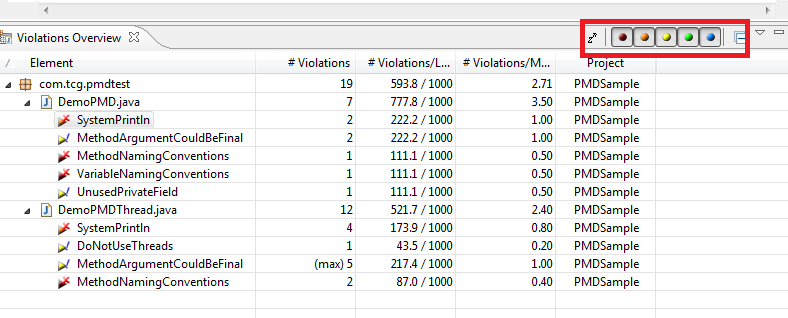 Violations Overview
Element # Violations # Violations/L... # Violations/M... Project
com.tcg.pmdtest 19 593.8 / 1000 2.71 PMDSample
DemoPMD.java 7 777.8 / 1000 3.50 PMDSample
SystemPrintln 2 222.2 / 1000 1.00 PMDSample
MethodArgumentCouldBeFinal 2 222.2 / 1000 1.00 PMDSample
MethodNamingConventions 1 111.1 / 1000 0.50 PMDSample
VariableNamingConventions 1 111.1 / 1000 0.50 PMDSample
UnusedPrivateField 1 111.1 / 1000 0.50 PMDSample
DemoPMDThread.java 12 521.7 / 1000 2.40 PMDSample
SystemPrintln 4 173.9 / 1000 0.80 PMDSample
DoNotUseThreads 1 43.5 / 1000 0.20 PMDSample
MethodArgumentCouldBeFinal (max) 5 217.4 / 1000 1.00 PMDSample
MethodNamingConventions 2 87.0 / 1000 0.40 PMDSample